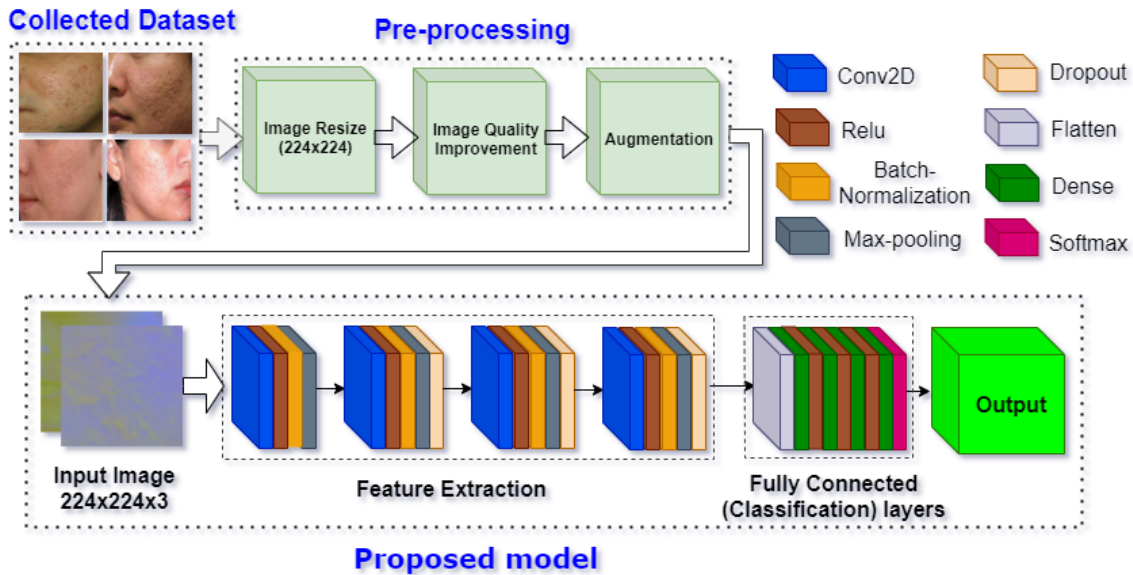 Collected Dataset
Pre-processing
Image Resize
(224x224)
Image Quality
Improvement
Augmentation
Conv2D
Relu
Batch-
Normalization
Max-pooling
Dropout
Flatten
Dense
Softmax
Input Image
224x224x3
Feature Extraction
Fully Connected
(Classification) layers
Output
Proposed model